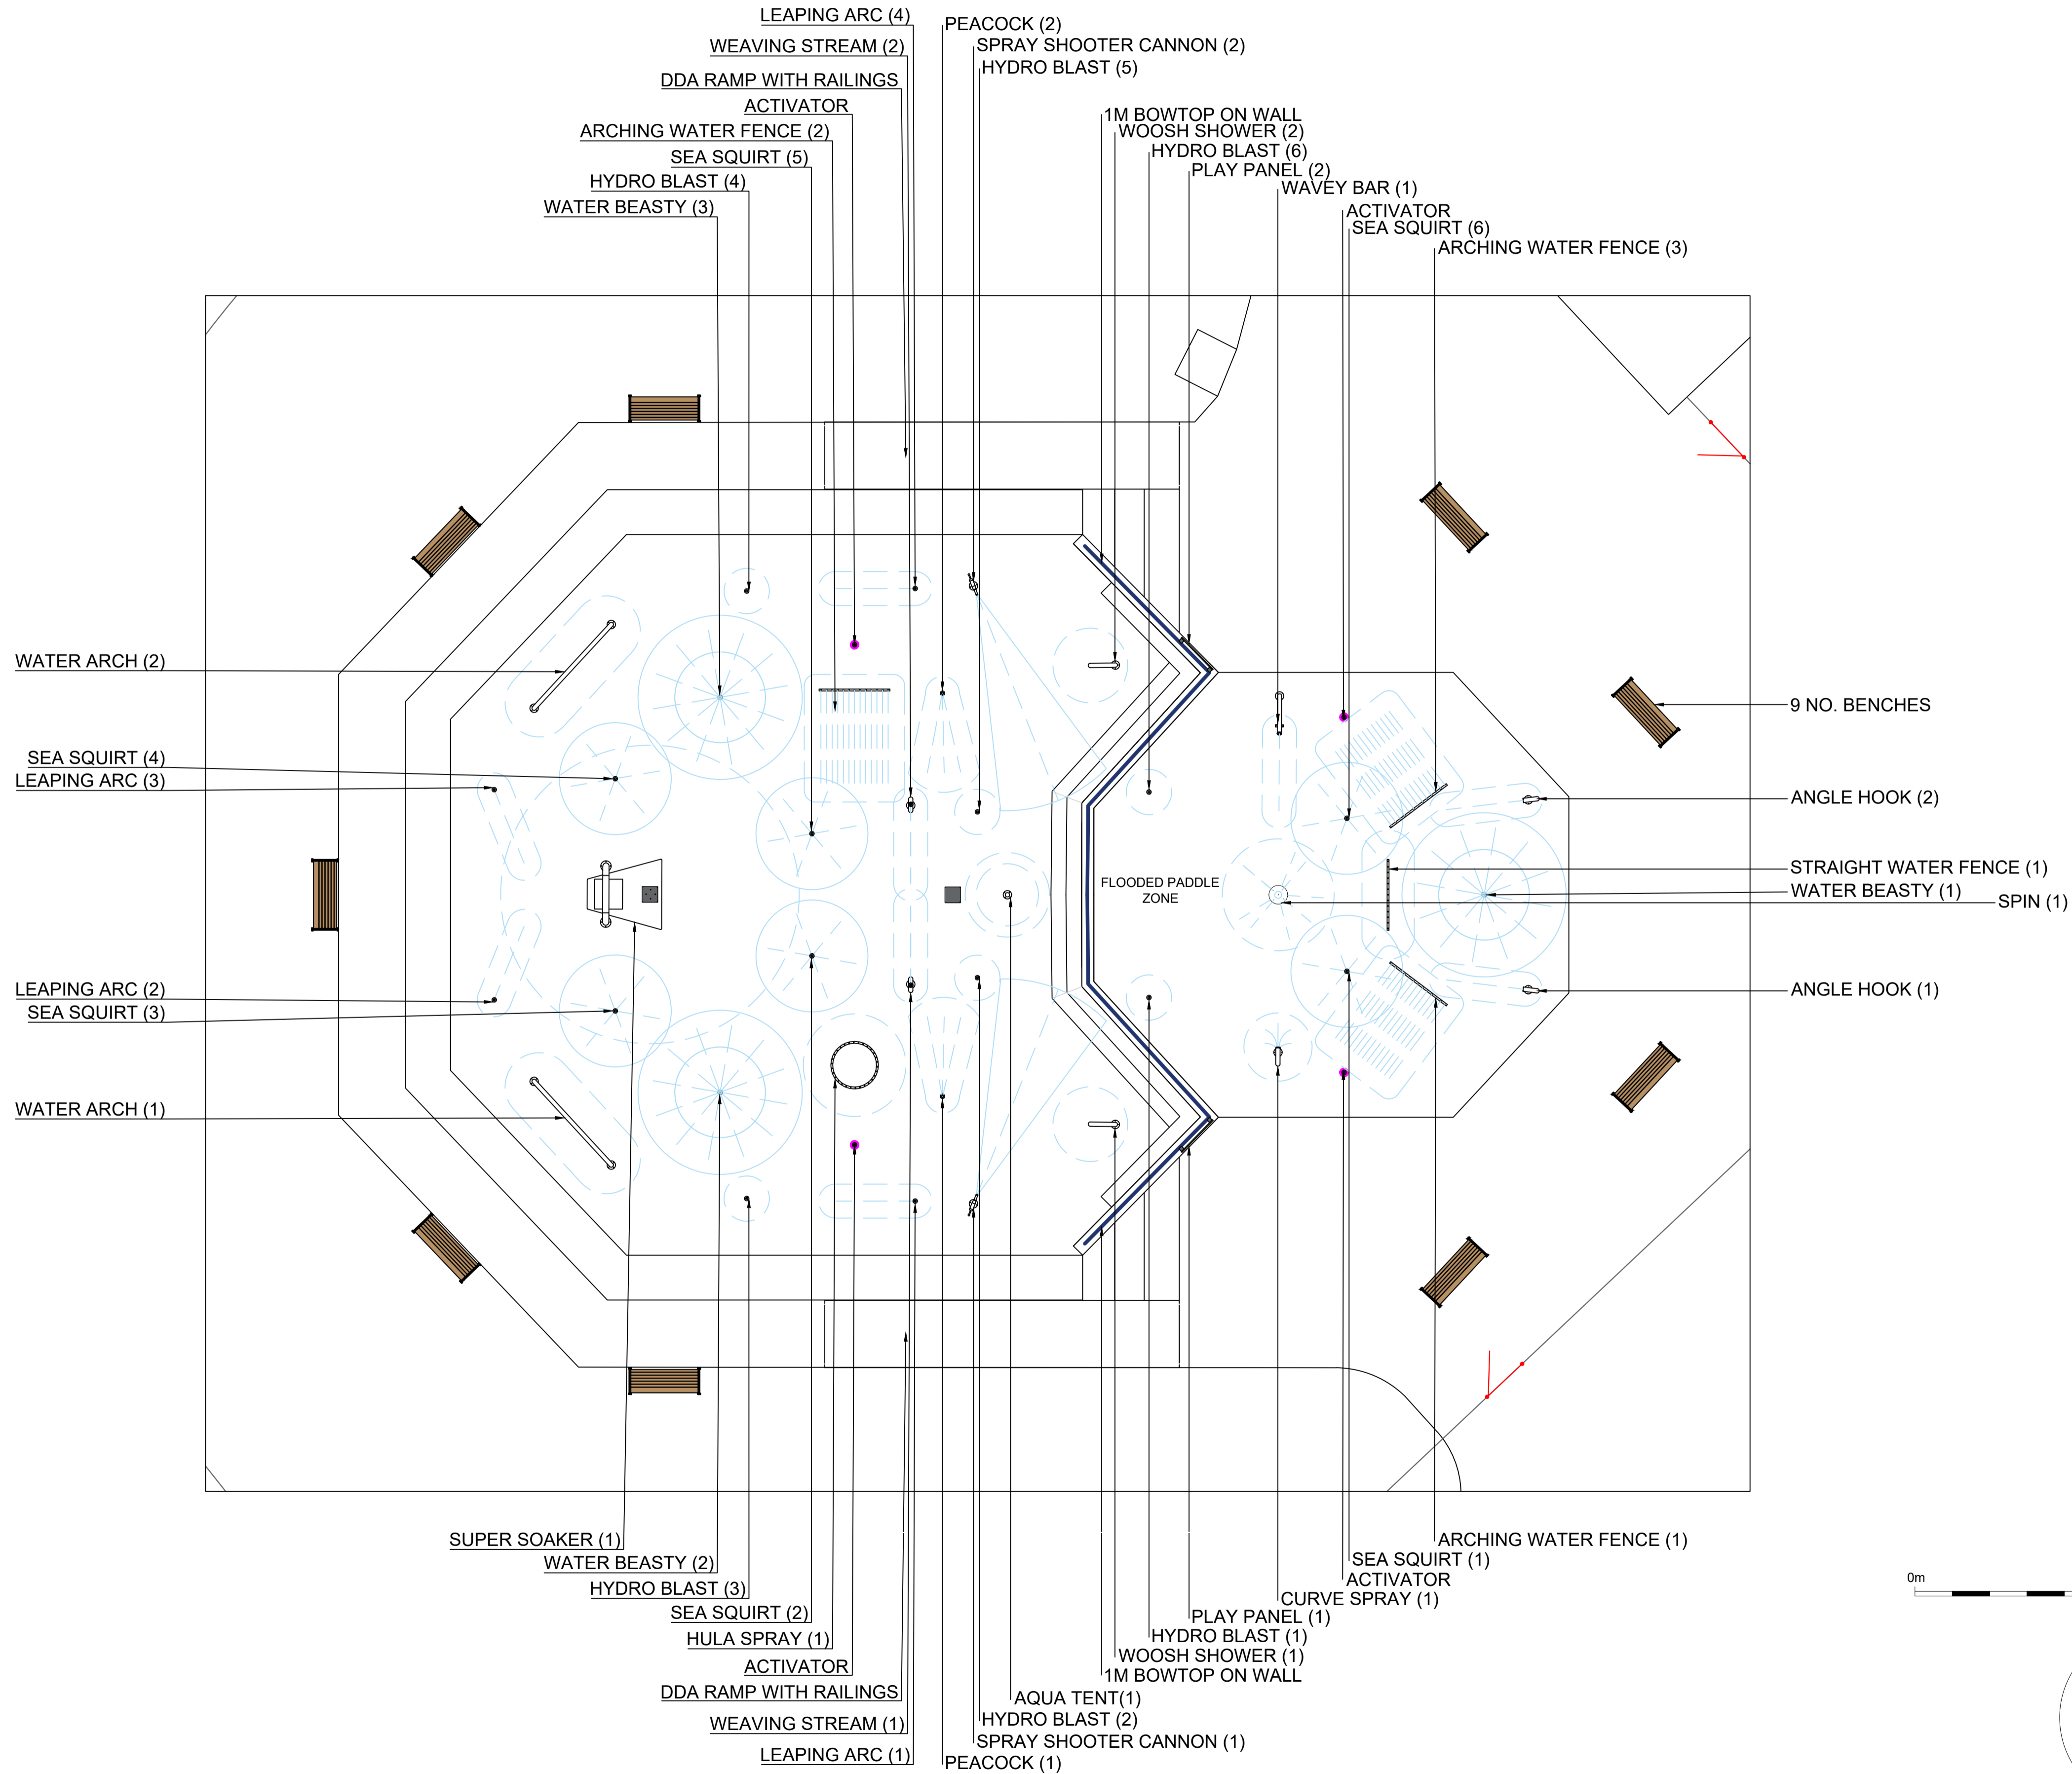 LEAPING ARC (4)
PEACOCK (2)
WEAVING STREAM (2)
SPRAY SHOOTER CANNON (2)
HYDRO BLAST (5)
DDA RAMP WITH RAILINGS
ACTIVATOR
1M BOWTOP ON WALL
ARCHING WATER FENCE (2)
WOOSH SHOWER (2)
HYDRO BLAST (6)
SEA SQUIRT (5)
PLAY PANEL (2)
HYDRO BLAST (4)
WAVEY BAR (1)
WATER BEASTY (3)
ACTIVATOR
SEA SQUIRT (6)
ARCHING WATER FENCE (3)
WATER ARCH (2)
9 NO. BENCHES
SEA SQUIRT (4)
LEAPING ARC (3)
ANGLE HOOK (2)
STRAIGHT WATER FENCE (1)
FLOODED PADDLE
ZONE
WATER BEASTY (1)
SPIN (1)
LEAPING ARC (2)
ANGLE HOOK (1)
SEA SQUIRT (3)
WATER ARCH (1)
SUPER SOAKER (1)
ARCHING WATER FENCE (1)
WATER BEASTY (2)
SEA SQUIRT (1)
ACTIVATOR
HYDRO BLAST (3)
CURVE SPRAY (1)
SEA SQUIRT (2)
PLAY PANEL (1)
HULA SPRAY (1)
HYDRO BLAST (1)
WOOSH SHOWER (1)
ACTIVATOR
1M BOWTOP ON WALL
DDA RAMP WITH RAILINGS
AQUA TENT(1)
WEAVING STREAM (1)
HYDRO BLAST (2)
SPRAY SHOOTER CANNON (1)
LEAPING ARC (1)
PEACOCK (1)
0m